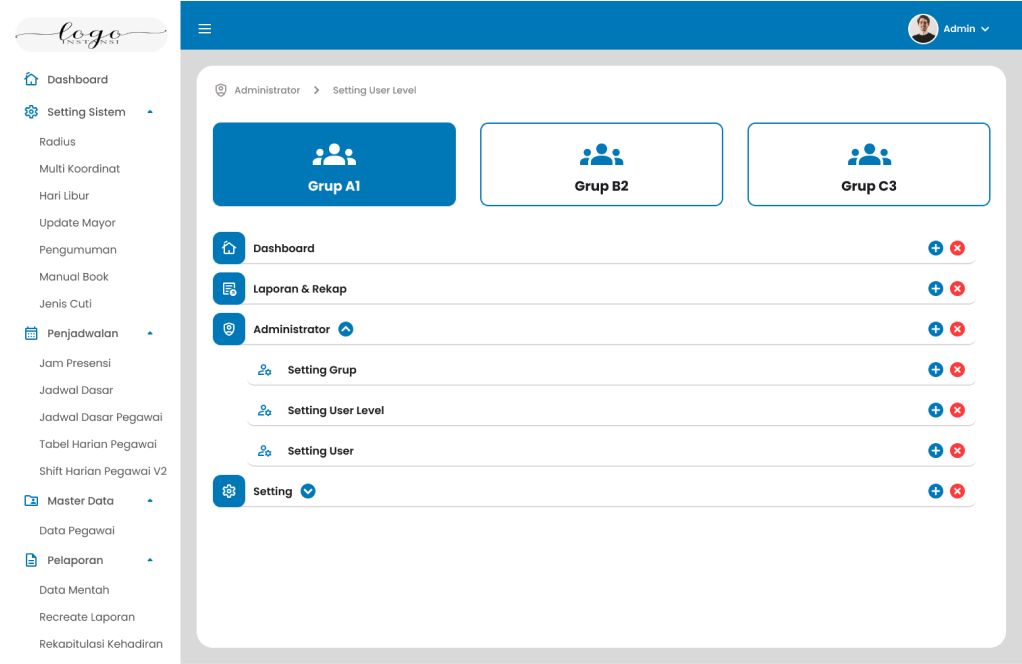 logo
INSTANSI
Admin
Dashboard
Setting Sistem
Radius
Multi Koordinat
Hari Libur
Update Mayor
Pengumuman
Manual Book
Jenis Cuti
Penjadwalan
Jam Presensi
Jadwal Dasar
Jadwal Dasar Pegawai
Tabel Harian Pegawai
Shift Harian Pegawai V2
Master Data
Data Pegawai
Pelaporan
Data Mentah
Recreate Laporan
Rekapitulasi Kehadiran
Administrator > Setting User Level
Grup A1
Grup B2
Grup C3
Dashboard
Laporan & Rekap
Administrator
Setting Grup
Setting User Level
Setting User
Setting